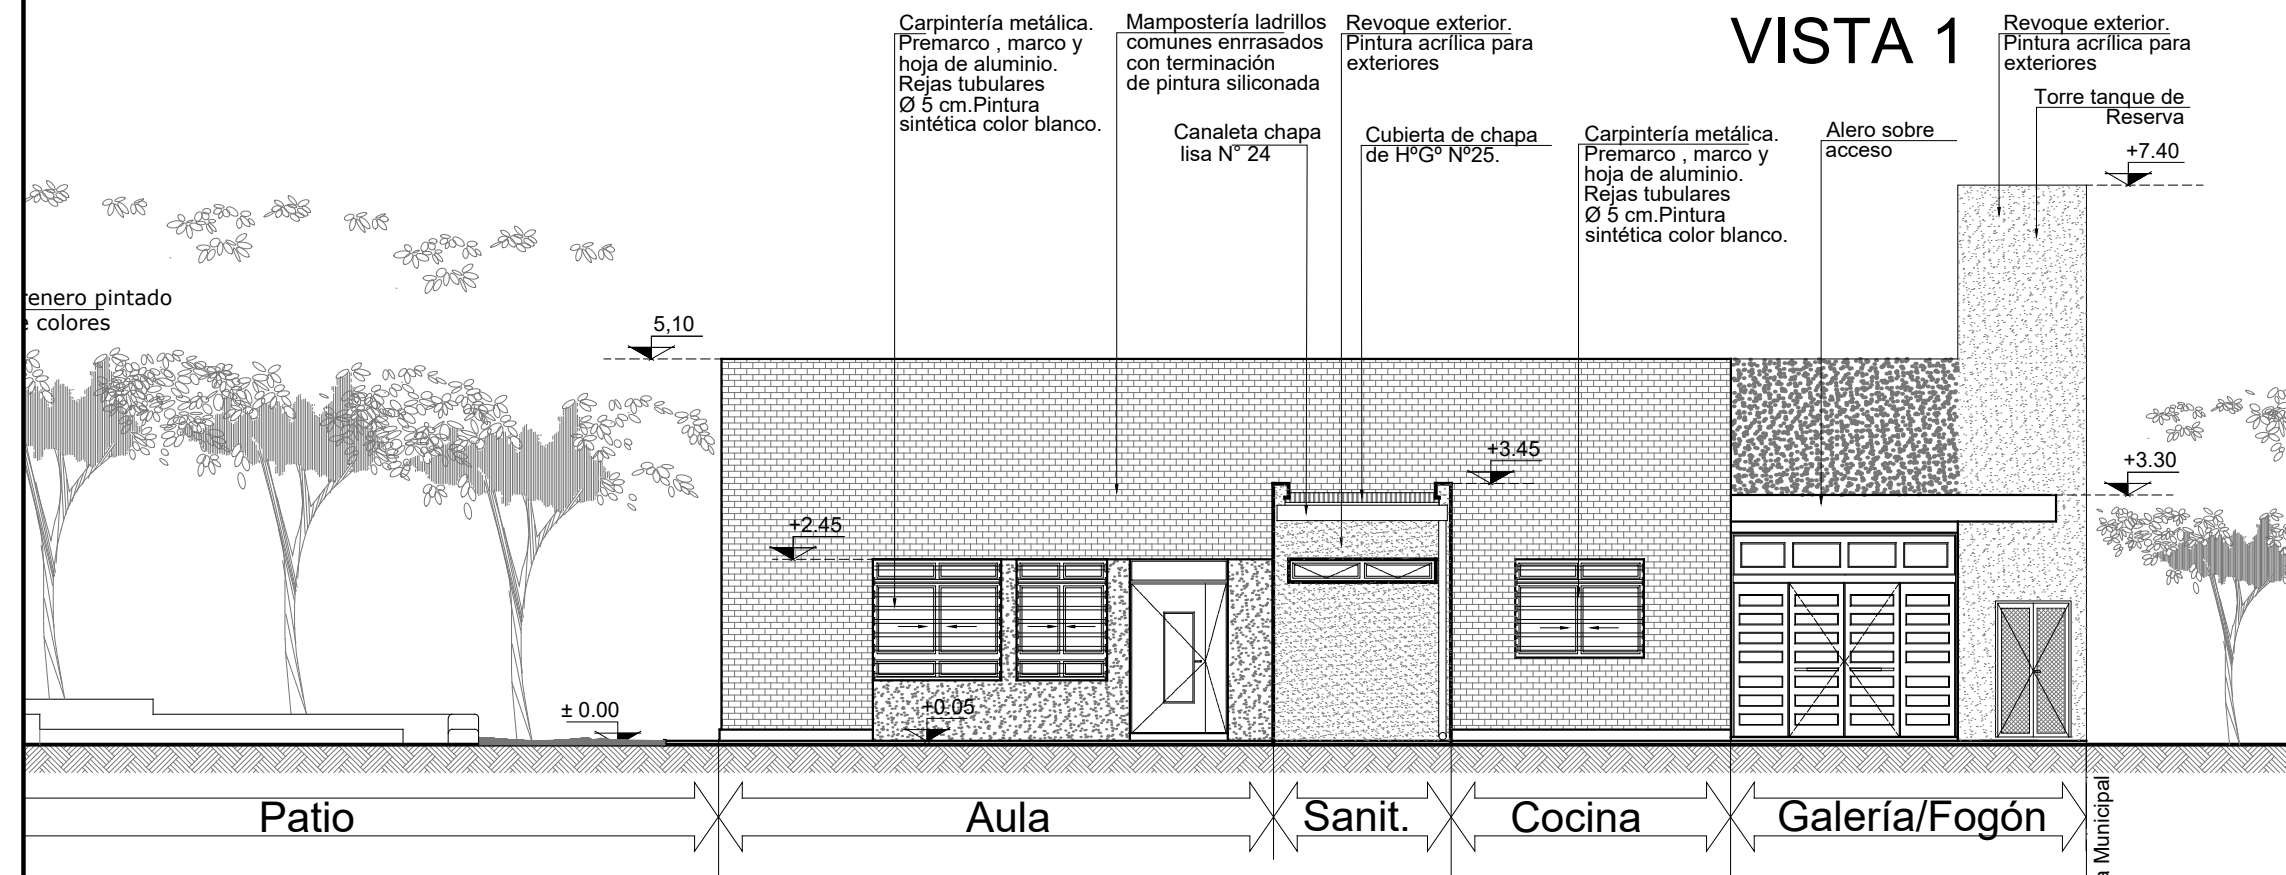 VISTA 1
Carpintería metálica.
Premarco , marco y
hoja de aluminio.
Rejas tubulares
Ø 5 cm.Pintura
sintética color blanco.
Mampostería ladrillos
comunes enrrasados
con terminación
de pintura siliconada
Revoque exterior.
Pintura acrílica para
exteriores
Revoque exterior.
Pintura acrílica para
exteriores
Torre tanque de
Reserva
Canaleta chapa
lisa N° 24
Cubierta de chapa
de HºGº Nº25.
Carpintería metálica.
Premarco , marco y
hoja de aluminio.
Rejas tubulares
Ø 5 cm.Pintura
sintética color blanco.
Alero sobre
acceso
+7.40
pintado
colores
5,10
+3.45
+3.30
+2.45
+0.05
± 0.00
Patio
Aula
Sanit.
Cocina
Galería/Fogón
Municipal